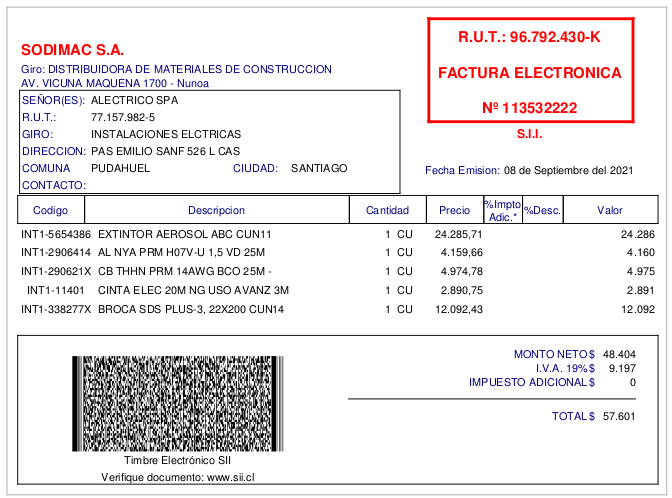 R.U.T.: 96.792.430-K
FACTURA ELECTRONICA
Nº 113532222
S.I.I.
SODIMAC S.A.
Giro: DISTRIBUIDORA DE MATERIALES DE CONSTRUCCION
AV. VICUNA MAQUENA 1700 - Nunoa
SEÑOR(ES): ALECTRICO SPA
R.U.T.: 77.157.982-5
GIRO: INSTALACIONES ELCTRICAS
DIRECCION: PAS EMILIO SANF 526 L CAS
COMUNA PUDAHUEL CIUDAD: SANTIAGO
CONTACTO:
Fecha Emision: 08 de Septiembre del 2021
Codigo Descripcion Cantidad Precio %Impto Adic.* %Desc. Valor
INT1-5654386 EXTINTOR AEROSOL ABC CUN11 1 CU 24.285,71 24.286
INT1-2906414 AL NYA PRM H07V-U 1,5 VD 25M 1 CU 4.159,66 4.160
INT1-290621X CB THHN PRM 14AWG BCO 25M - 1 CU 4.974,78 4.975
INT1-11401 CINTA ELEC 20M NG USO AVANZ 3M 1 CU 2.890,75 2.891
INT1-338277X BROCA SDS PLUS-3, 22X200 CUN14 1 CU 12.092,43 12.092
MONTO NETO $ 48.404
I.V.A. 19% $ 9.197
IMPUESTO ADICIONAL $ 0
TOTAL $ 57.601
Timbre Electrónico SII
Verifique documento: www.sii.cl